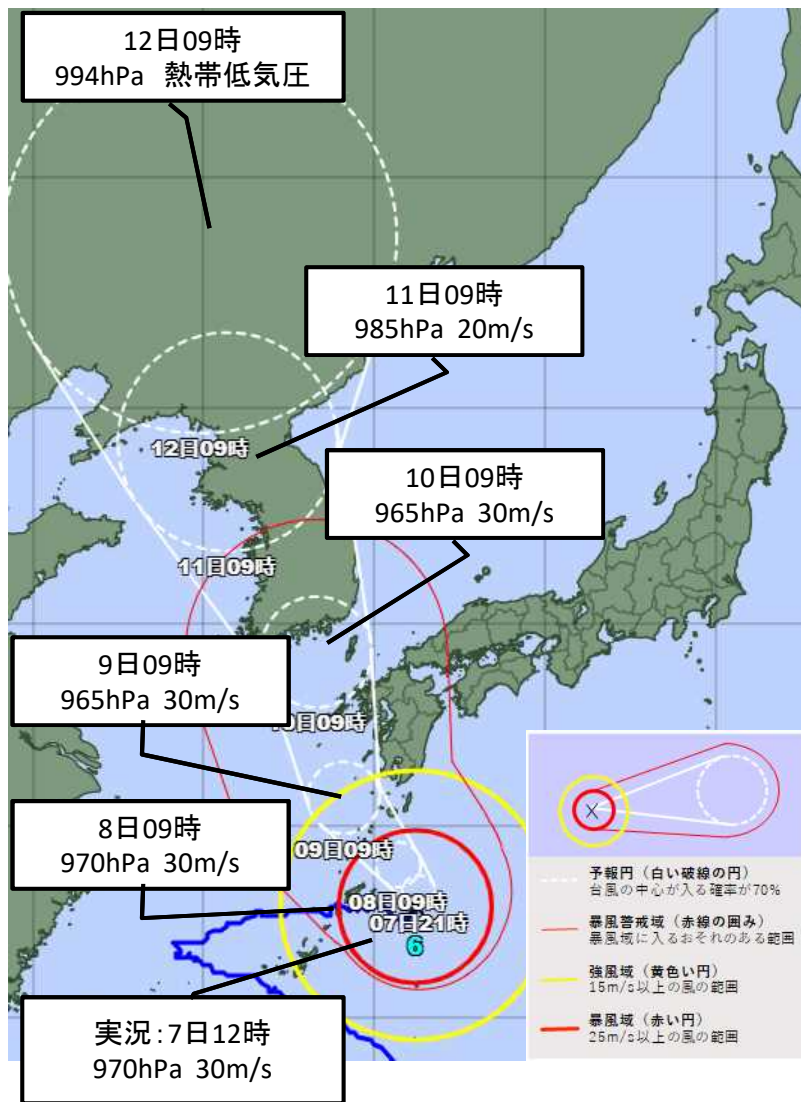 12日09時
994hPa 熱帯低気圧
11日09時
985hPa 20m/s
12日09時
10日09時
965hPa 30m/s
11日09時
9日09時
965hPa 30m/s
10日09時
8日09時
970hPa 30m/s
09日09時
08日09時
07日21時
6
実況:7日12時
970hPa 30m/s
予報円(白い破線の円)
台風の中心が入る確率が70%
暴風警戒域(赤線の囲み)
暴風域に入るおそれのある範囲
強風域(黄色い円)
15m/s以上の風の範囲
暴風域(赤い円)
25m/s以上の風の範囲